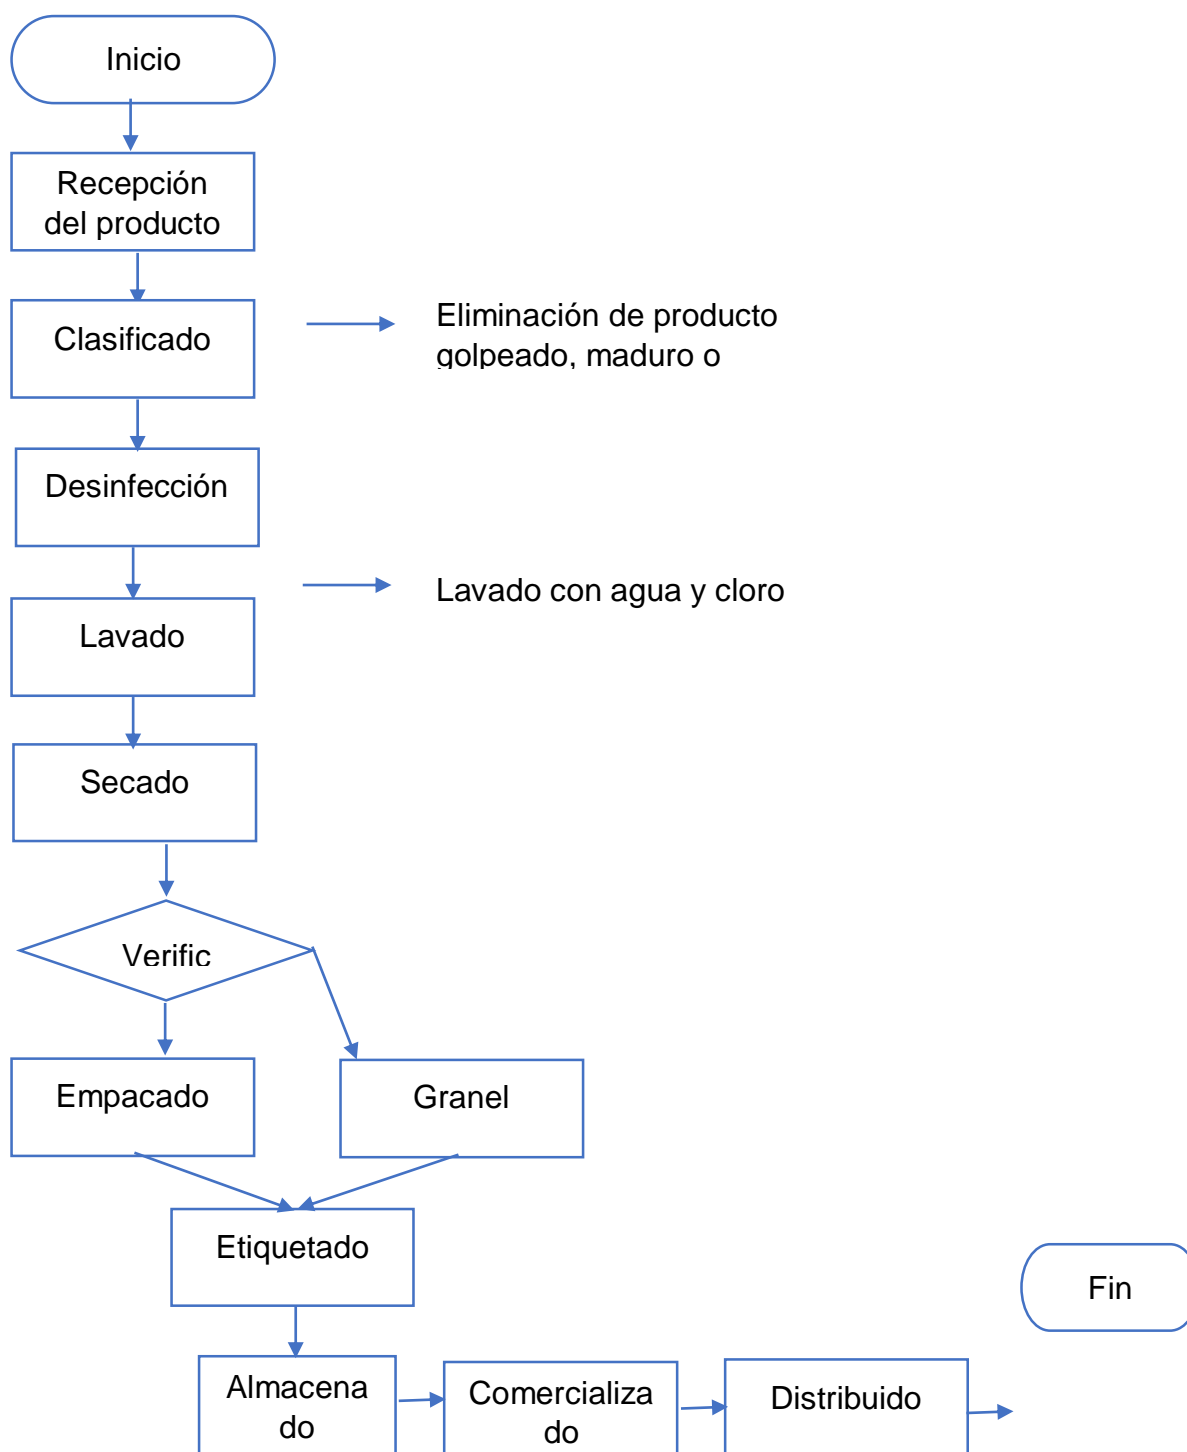 Inicio
Recepción
del producto
Clasificado
Eliminación de producto
golpeado, maduro o
Desinfección
Lavado con agua y cloro
Lavado
Secado
Verific
Empacado
Granel
Etiquetado
Fin
Almacena
do
Comercializa
do
Distribuido